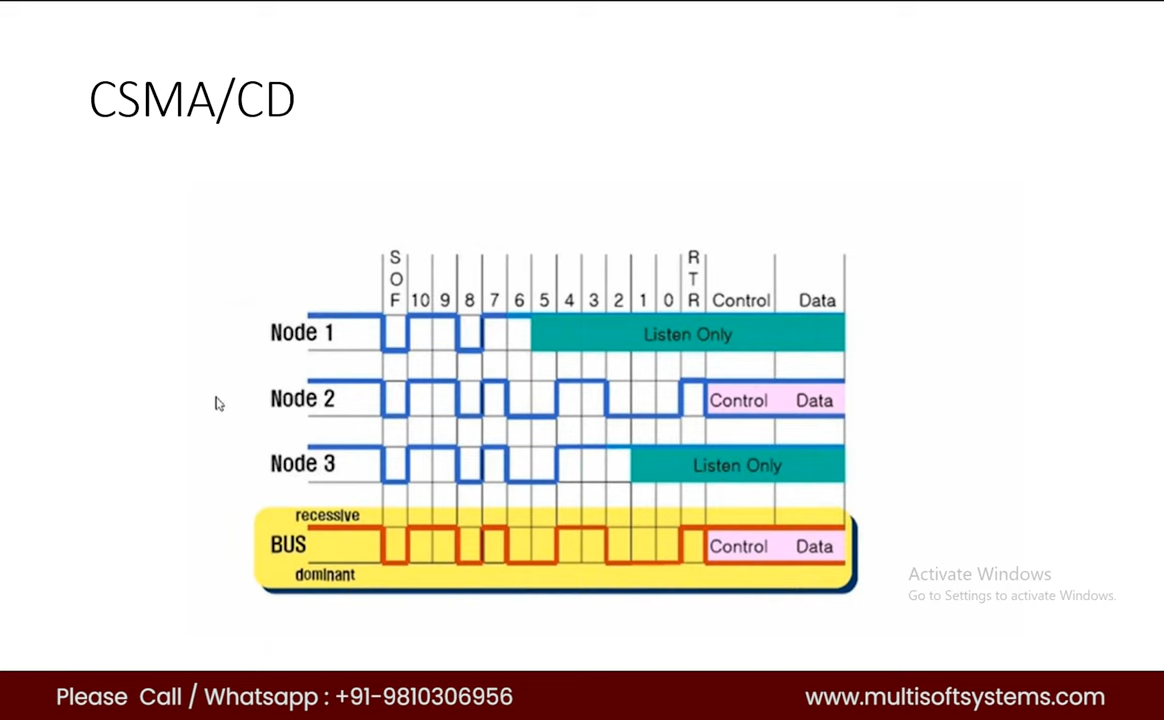 CSMA/CD
SOF 10 9 8 7 6 5 4 3 2 1 0 RTR Control Data
Node 1 Listen Only
Node 2 Control Data
Node 3 Listen Only
recessive
BUS Control Data
dominant
Activate Windows
Go to Settings to activate Windows.
Please Call / Whatsapp : +91-9810306956 www.multisoftsystems.com